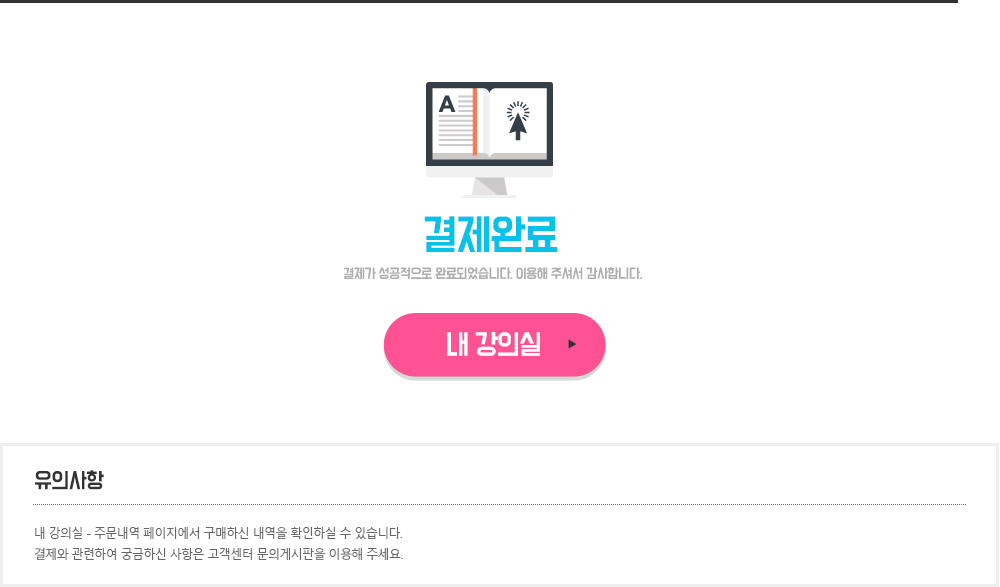 A
결제완료
결제가 성공적으로 완료되었습니다. 이용해 주셔서 감사합니다.
내 강의실
유의사항
내 강의실 - 주문내역 페이지에서 구매하신 내역을 확인하실 수 있습니다.
결제와 관련하여 궁금하신 사항은 고객센터 문의게시판을 이용해 주세요.